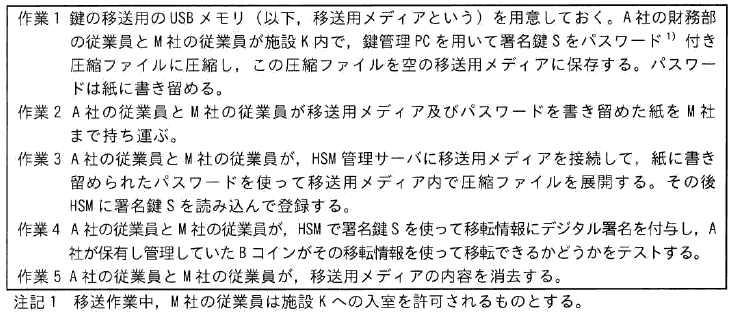 作業1 鍵の移送用のUSBメモリ（以下，移送用メディアという）を用意しておく。A社の財務部
の従業員とM社の従業員が施設K内で，鍵管理PCを用いて署名鍵Sをパスワード1）付き
圧縮ファイルに圧縮し，この圧縮ファイルを空の移送用メディアに保存する。パスワー
ドは紙に書き留める。
作業2 A社の従業員とM社の従業員が移送用メディア及びパスワードを書き留めた紙をM社
まで持ち運ぶ。
作業3 A社の従業員とM社の従業員が，HSM管理サーバに移送用メディアを接続して，紙に書き
留められたパスワードを使って移送用メディア内で圧縮ファイルを展開する。その後
HSMに署名鍵Sを読み込んで登録する。
作業4 A社の従業員とM社の従業員が，HSMで署名鍵Sを使って移転情報にデジタル署名を付与し，A
社が保有し管理していたBコインがその移転情報を使って移転できるかどうかをテストする。
作業5 A社の従業員とM社の従業員が，移送用メディアの内容を消去する。
注記1 移送作業中，M社の従業員は施設Kへの入室を許可されるものとする。